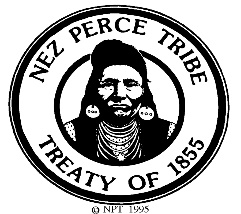 NEZ PERCE TRIBE
TREATY OF 1855
© NPT 1995